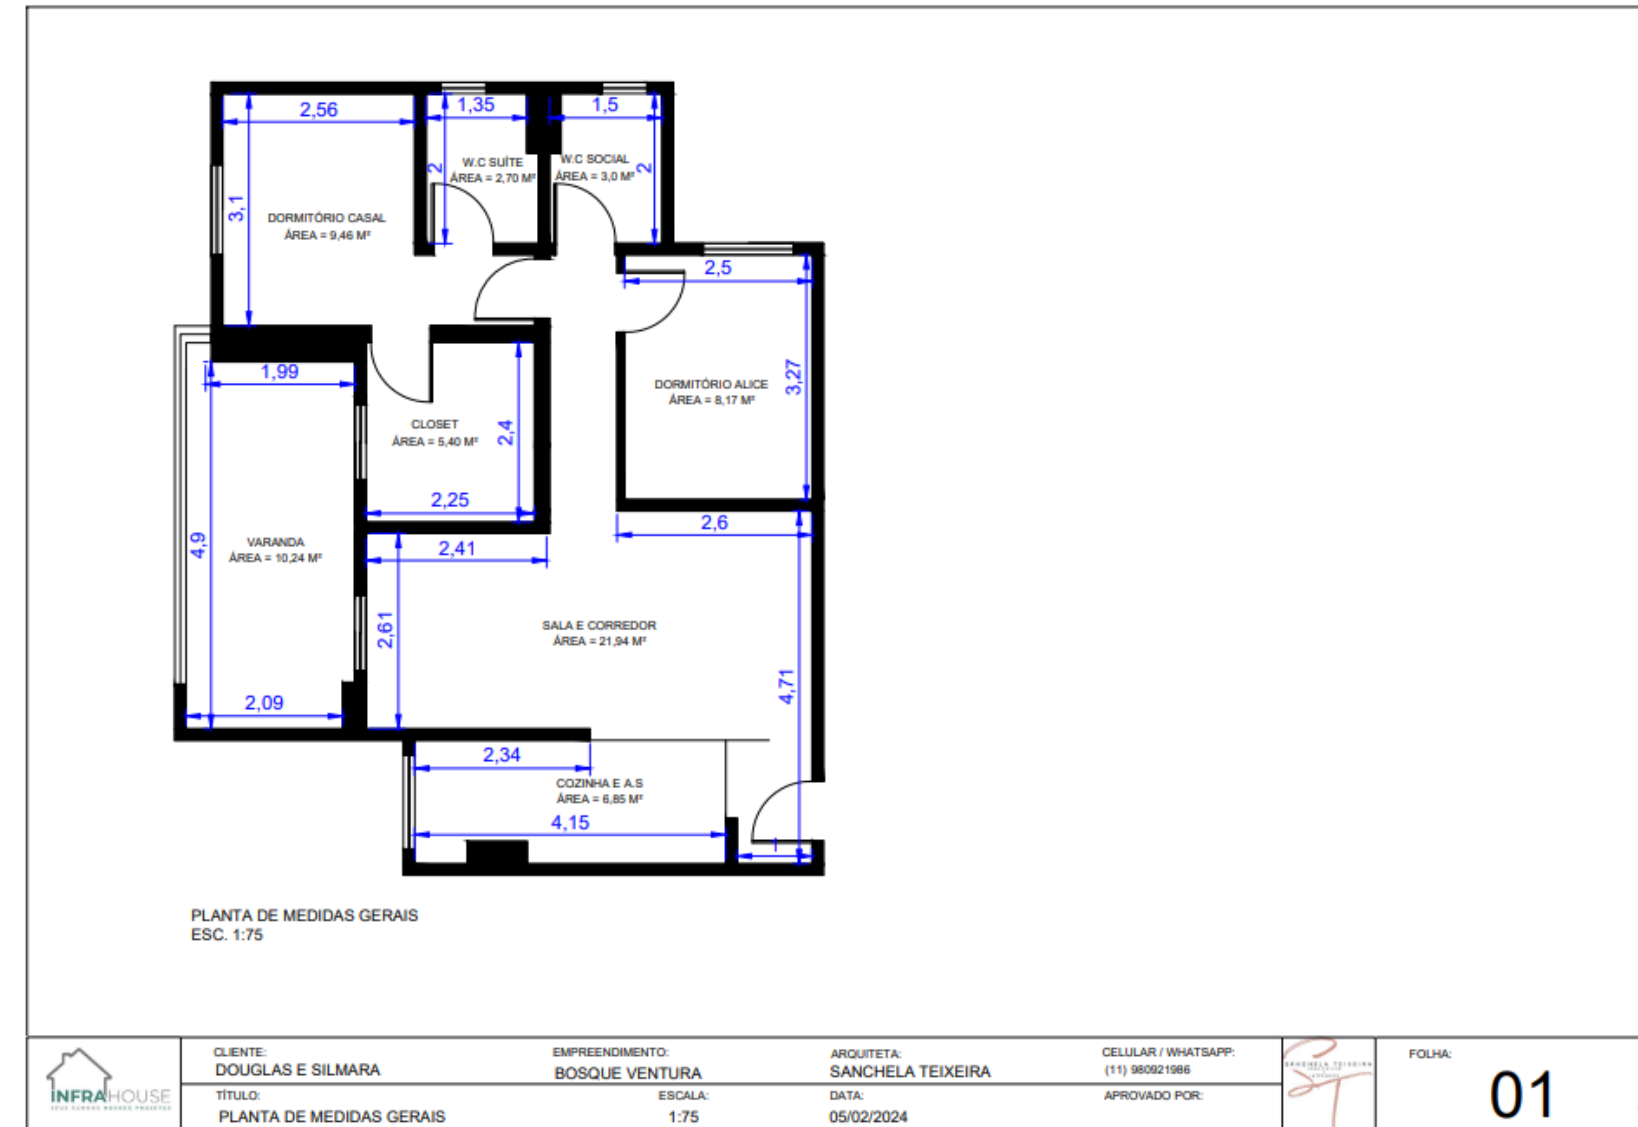 2,56
1,35
1,5
3,1
2
2
W.C SUÍTE
ÁREA = 2,70 M²
W.C SOCIAL
ÁREA = 3,0 M²
DORMITÓRIO CASAL
ÁREA = 9,46 M²
2,5
1,99
3,27
DORMITÓRIO ALICE
ÁREA = 8,17 M²
CLOSET
ÁREA = 5,40 M²
2,4
2,25
2,6
4,9
VARANDA
ÁREA = 10,24 M²
2,41
2,61
SALA E CORREDOR
ÁREA = 21,94 M²
4,71
2,09
2,34
COZINHA E A.S
ÁREA = 6,85 M²
4,15
1
PLANTA DE MEDIDAS GERAIS
ESC. 1:75
INFRAHOUSE
CLIENTE:
DOUGLAS E SILMARA
EMPREENDIMENTO:
BOSQUE VENTURA
ARQUITETA:
SANCHELA TEIXEIRA
CELULAR / WHATSAPP:
(11) 980921986
TÍTULO:
PLANTA DE MEDIDAS GERAIS
ESCALA:
1:75
DATA:
05/02/2024
APROVADO POR:
SANCHELA TEIXEIRA
FOLHA:
01